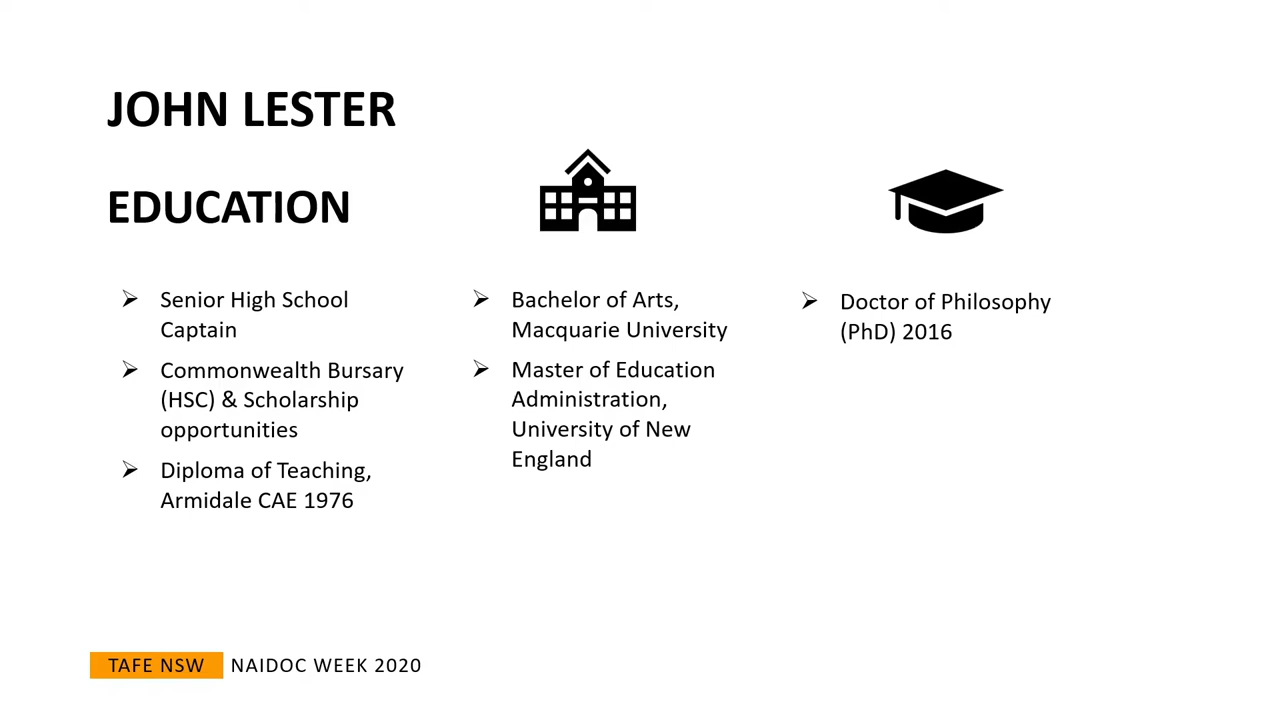 JOHN LESTER
EDUCATION
Senior High School
Captain
Commonwealth Bursary
(HSC) & Scholarship
opportunities
Diploma of Teaching,
Armidale CAE 1976
Bachelor of Arts,
Macquarie University
Master of Education
Administration,
University of New
England
Doctor of Philosophy
(PhD) 2016
TAFE NSW NAIDOC WEEK 2020